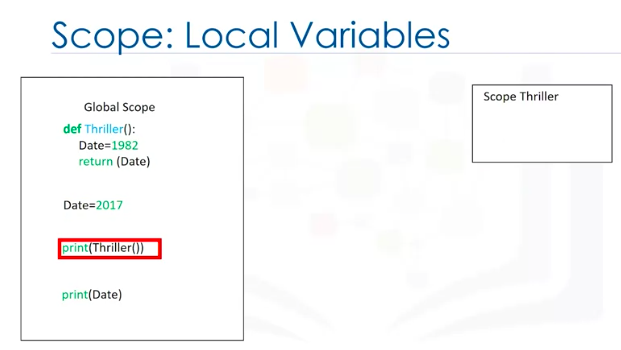 Scope: Local Variables
Global Scope
def Thriller():
Date=1982
return (Date)
Date=2017
print(Thriller())
print(Date)
Scope Thriller